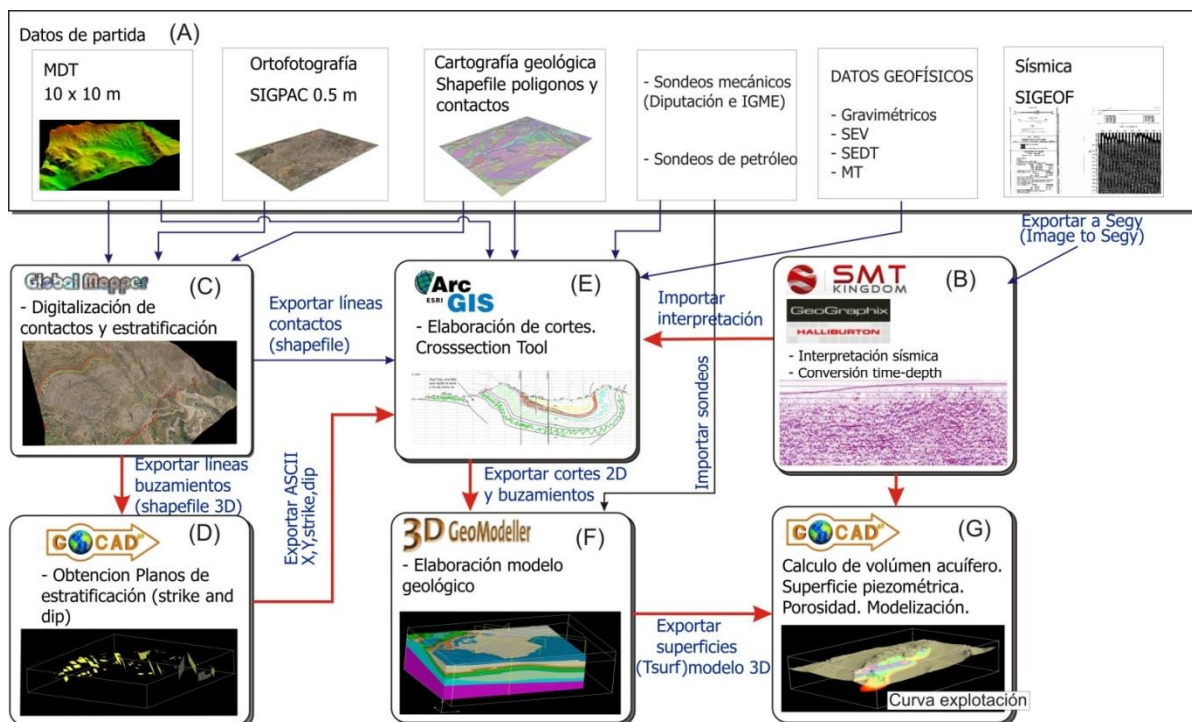 Datos de partida (A)
MDT
10 x 10 m
Ortofotografía
SIGPAC 0.5 m
Cartografía geológica
Shapefile poligonos y
contactos
- Sondeos mecánicos
(Diputación e IGME)
- Sondeos de petróleo
DATOS GEOFÍSICOS
- Gravimétricos
- SEV
- SEDT
- MT
Sísmica
SIGEOF
Exportar a Segy
(Image to Segy)
Global Mapper
(C)
- Digitalización de
contactos y estratificación
Exportar líneas
contactos
(shapefile)
Arc
ESRI GIS
(E)
- Elaboración de cortes.
Crosssection Tool
Importar
interpretación
SMT
KINGDOM
(B)
GeoGraphix
HALLIBURTON
- Interpretación sísmica
- Conversión time-depth
Importar sondeos
Exportar líneas
buzamientos
(shapefile 3D)
Exportar ASCII
X,Y,strike,dip
Exportar cortes 2D
y buzamientos
GOCAD
(D)
- Obtencion Planos de
estratificación (strike and
dip)
3D GeoModeller
(F)
- Elaboración modelo
geológico
Exportar
superficies
(Tsurf)modelo 3D
GOCAD
(G)
Calculo de volúmen acuífero.
Superficie piezométrica.
Porosidad. Modelización.
Curva explotación